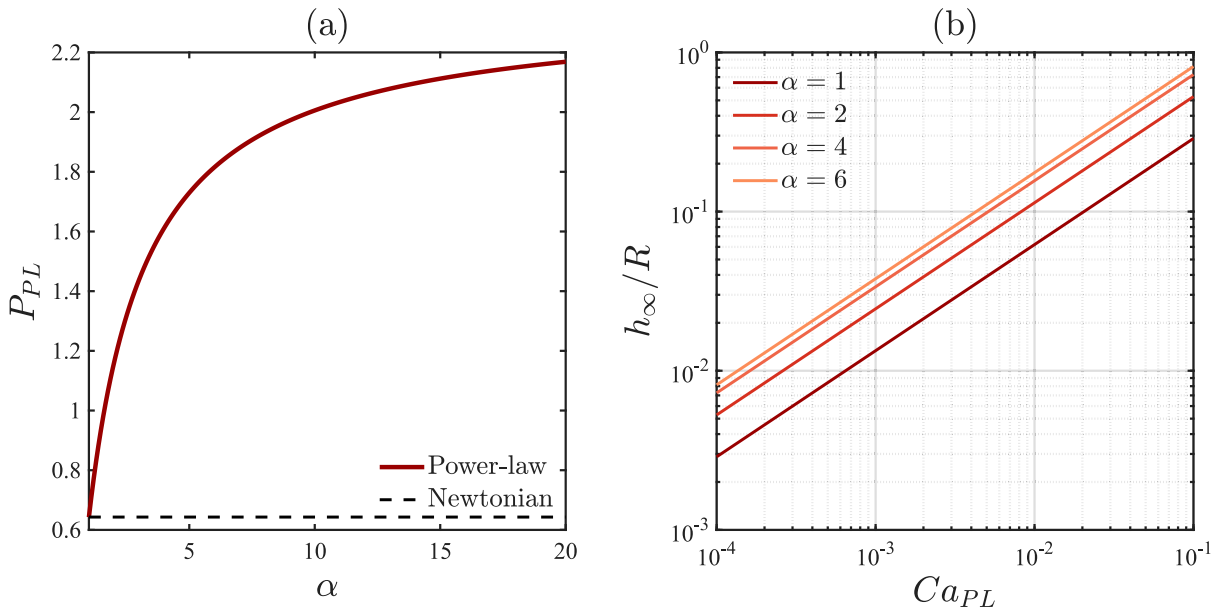 (a)
2.2
2
1.8
1.6
1.4
1.2
1
0.8
0.6
P_{PL}
Power-law
Newtonian
5
10
15
20
α
(b)
10^0
10^{-1}
10^{-2}
10^{-3}
h_∞/R
α = 1
α = 2
α = 4
α = 6
10^{-4}
10^{-3}
10^{-2}
10^{-1}
Ca_{PL}